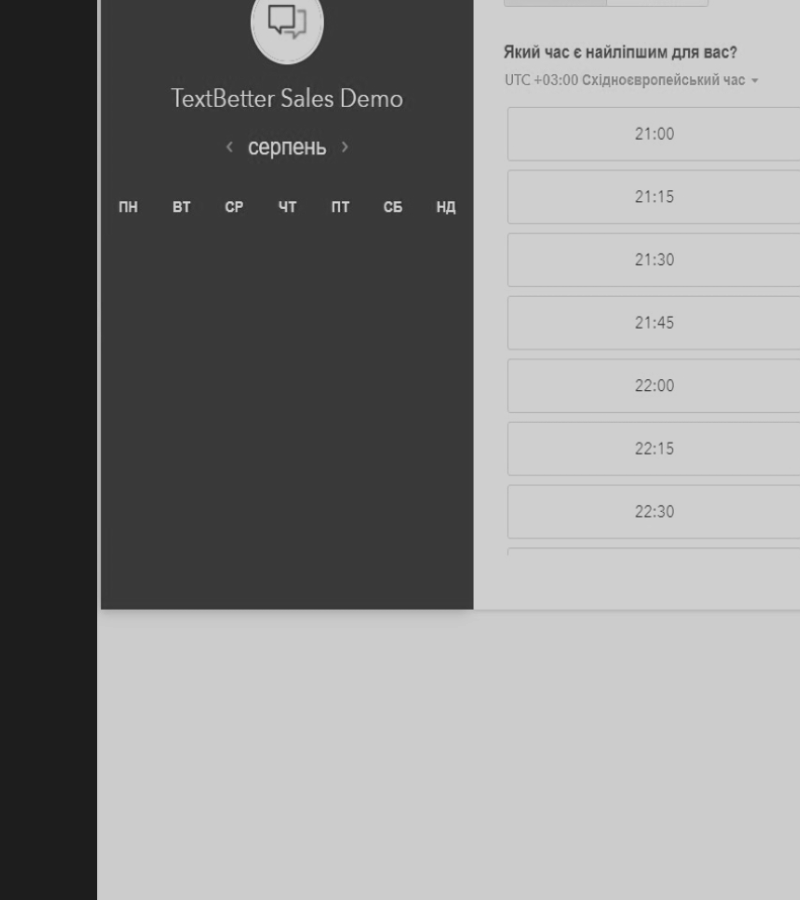 TextBetter Sales Demo
‹ серпень ›
ПН ВТ СР ЧТ ПТ СБ НД
Який час є найліпшим для вас?
UTC +03:00 Східноєвропейський час
21:00
21:15
21:30
21:45
22:00
22:15
22:30